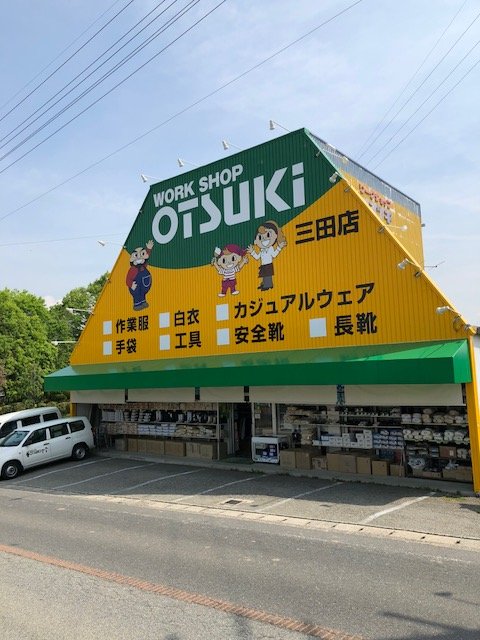 WORK SHOP
OTSUKi
三田店
作業服 白衣 カジュアルウェア
手袋 工具 安全靴 長靴